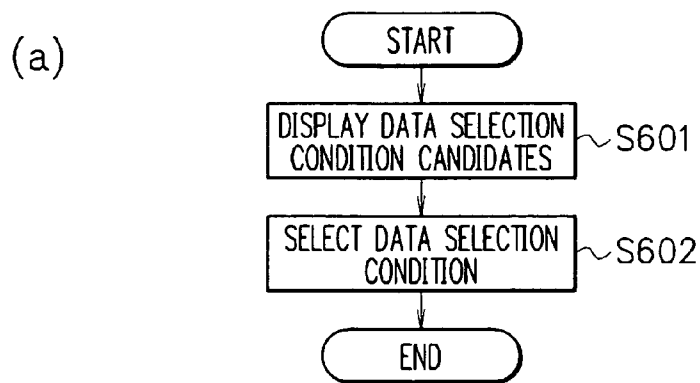 (a)
START
DISPLAY DATA SELECTION
CONDITION CANDIDATES
S601
SELECT DATA SELECTION
CONDITION
S602
END